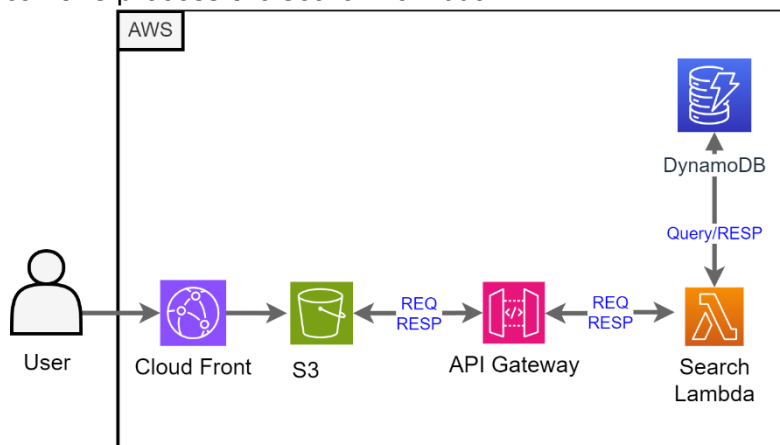 AWS
DynamoDB
Query/RESP
REQ
RESP
REQ
RESP
User
Cloud Front
S3
API Gateway
Search
Lambda